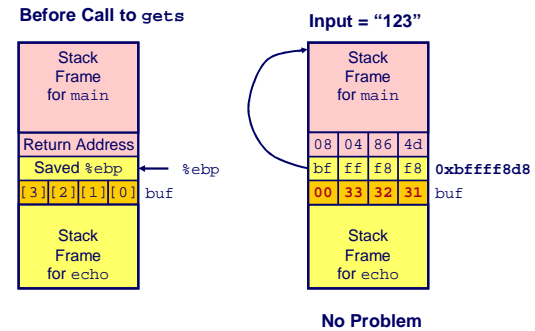 Before Call to gets
Stack
Frame
for main
Return Address
Saved %ebp
%ebp
[3][2][1][0] buf
Stack
Frame
for echo
Input = “123”
Stack
Frame
for main
08 04 86 4d
bf ff f8 f8 0xbffff8d8
00 33 32 31 buf
Stack
Frame
for echo
No Problem